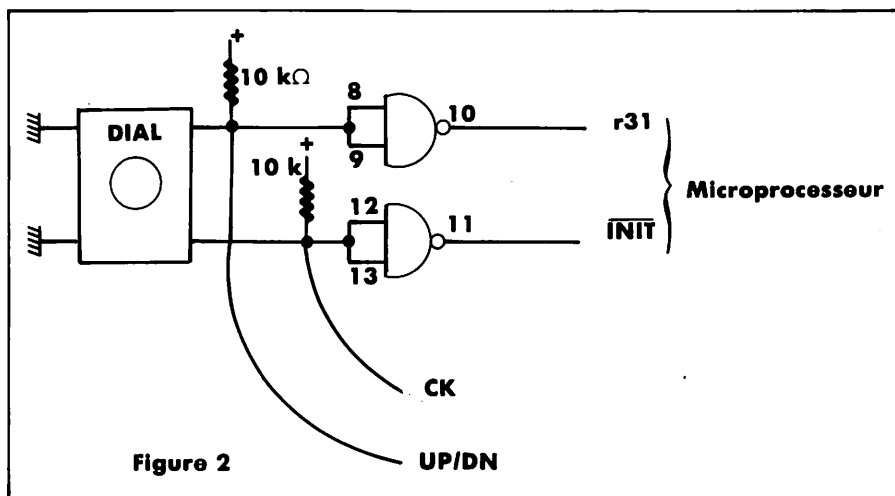 +
10 kΩ
8
10
r31
DIAL
9
+
10 k
12
11
INIT
13
Microprocesseur
CK
UP/DN
Figure 2